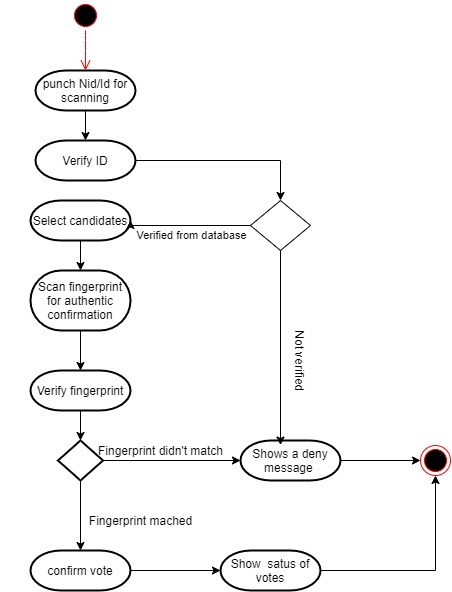 punch Nid/Id for
scanning
Verify ID
Select candidates
Verified from database
Scan fingerprint
for authentic
confirmation
Not verified
Verify fingerprint
Fingerprint didn't match
Shows a deny
message
Fingerprint mached
confirm vote
Show satus of
votes